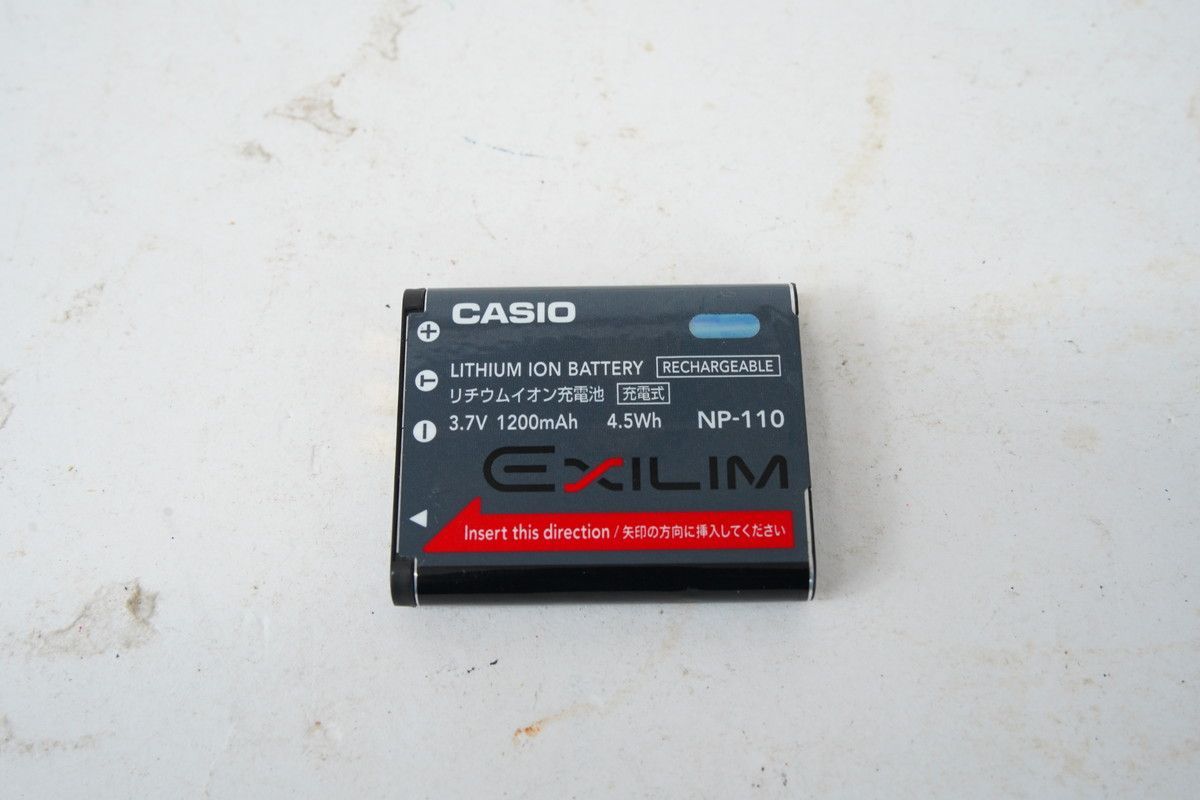 CASIO
LITHIUM ION BATTERY RECHARGEABLE
リチウムイオン充電池 充電式
3.7V 1200mAh 4.5Wh NP-110
EXILIM
Insert this direction / 矢印の方向に挿入してください
+
T
−